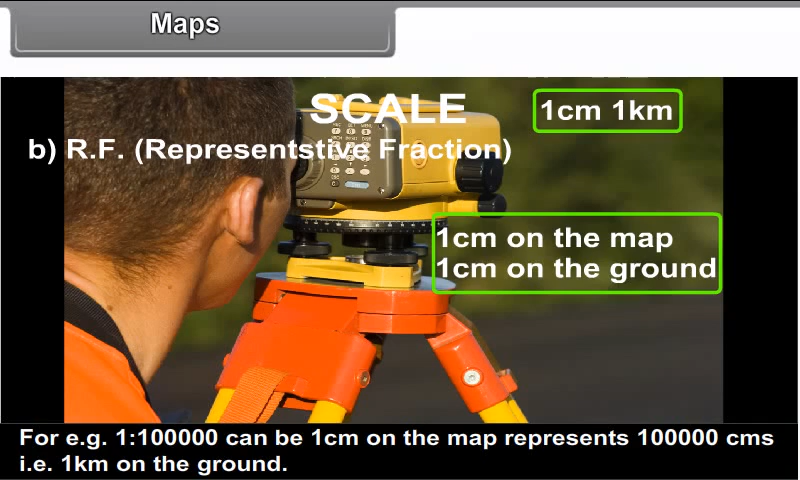 Maps
SCALE
1cm 1km
b) R.F. (Representstive Fraction)
1cm on the map
1cm on the ground
For e.g. 1:100000 can be 1cm on the map represents 100000 cms
i.e. 1km on the ground.